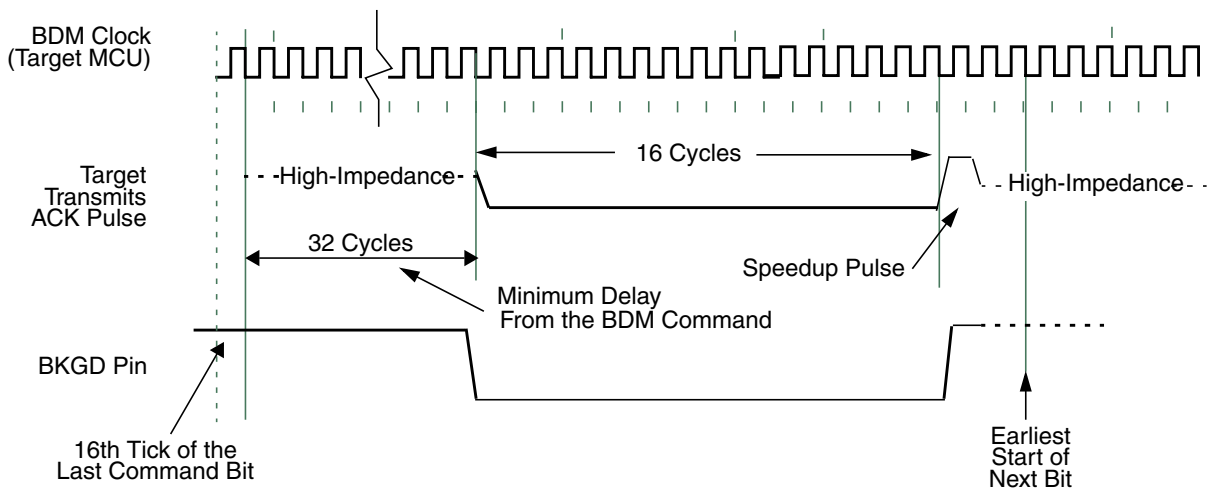 BDM Clock
(Target MCU)
16 Cycles
Target
Transmits
ACK Pulse
High-Impedance
High-Impedance
32 Cycles
Speedup Pulse
Minimum Delay
From the BDM Command
BKGD Pin
16th Tick of the
Last Command Bit
Earliest
Start of
Next Bit